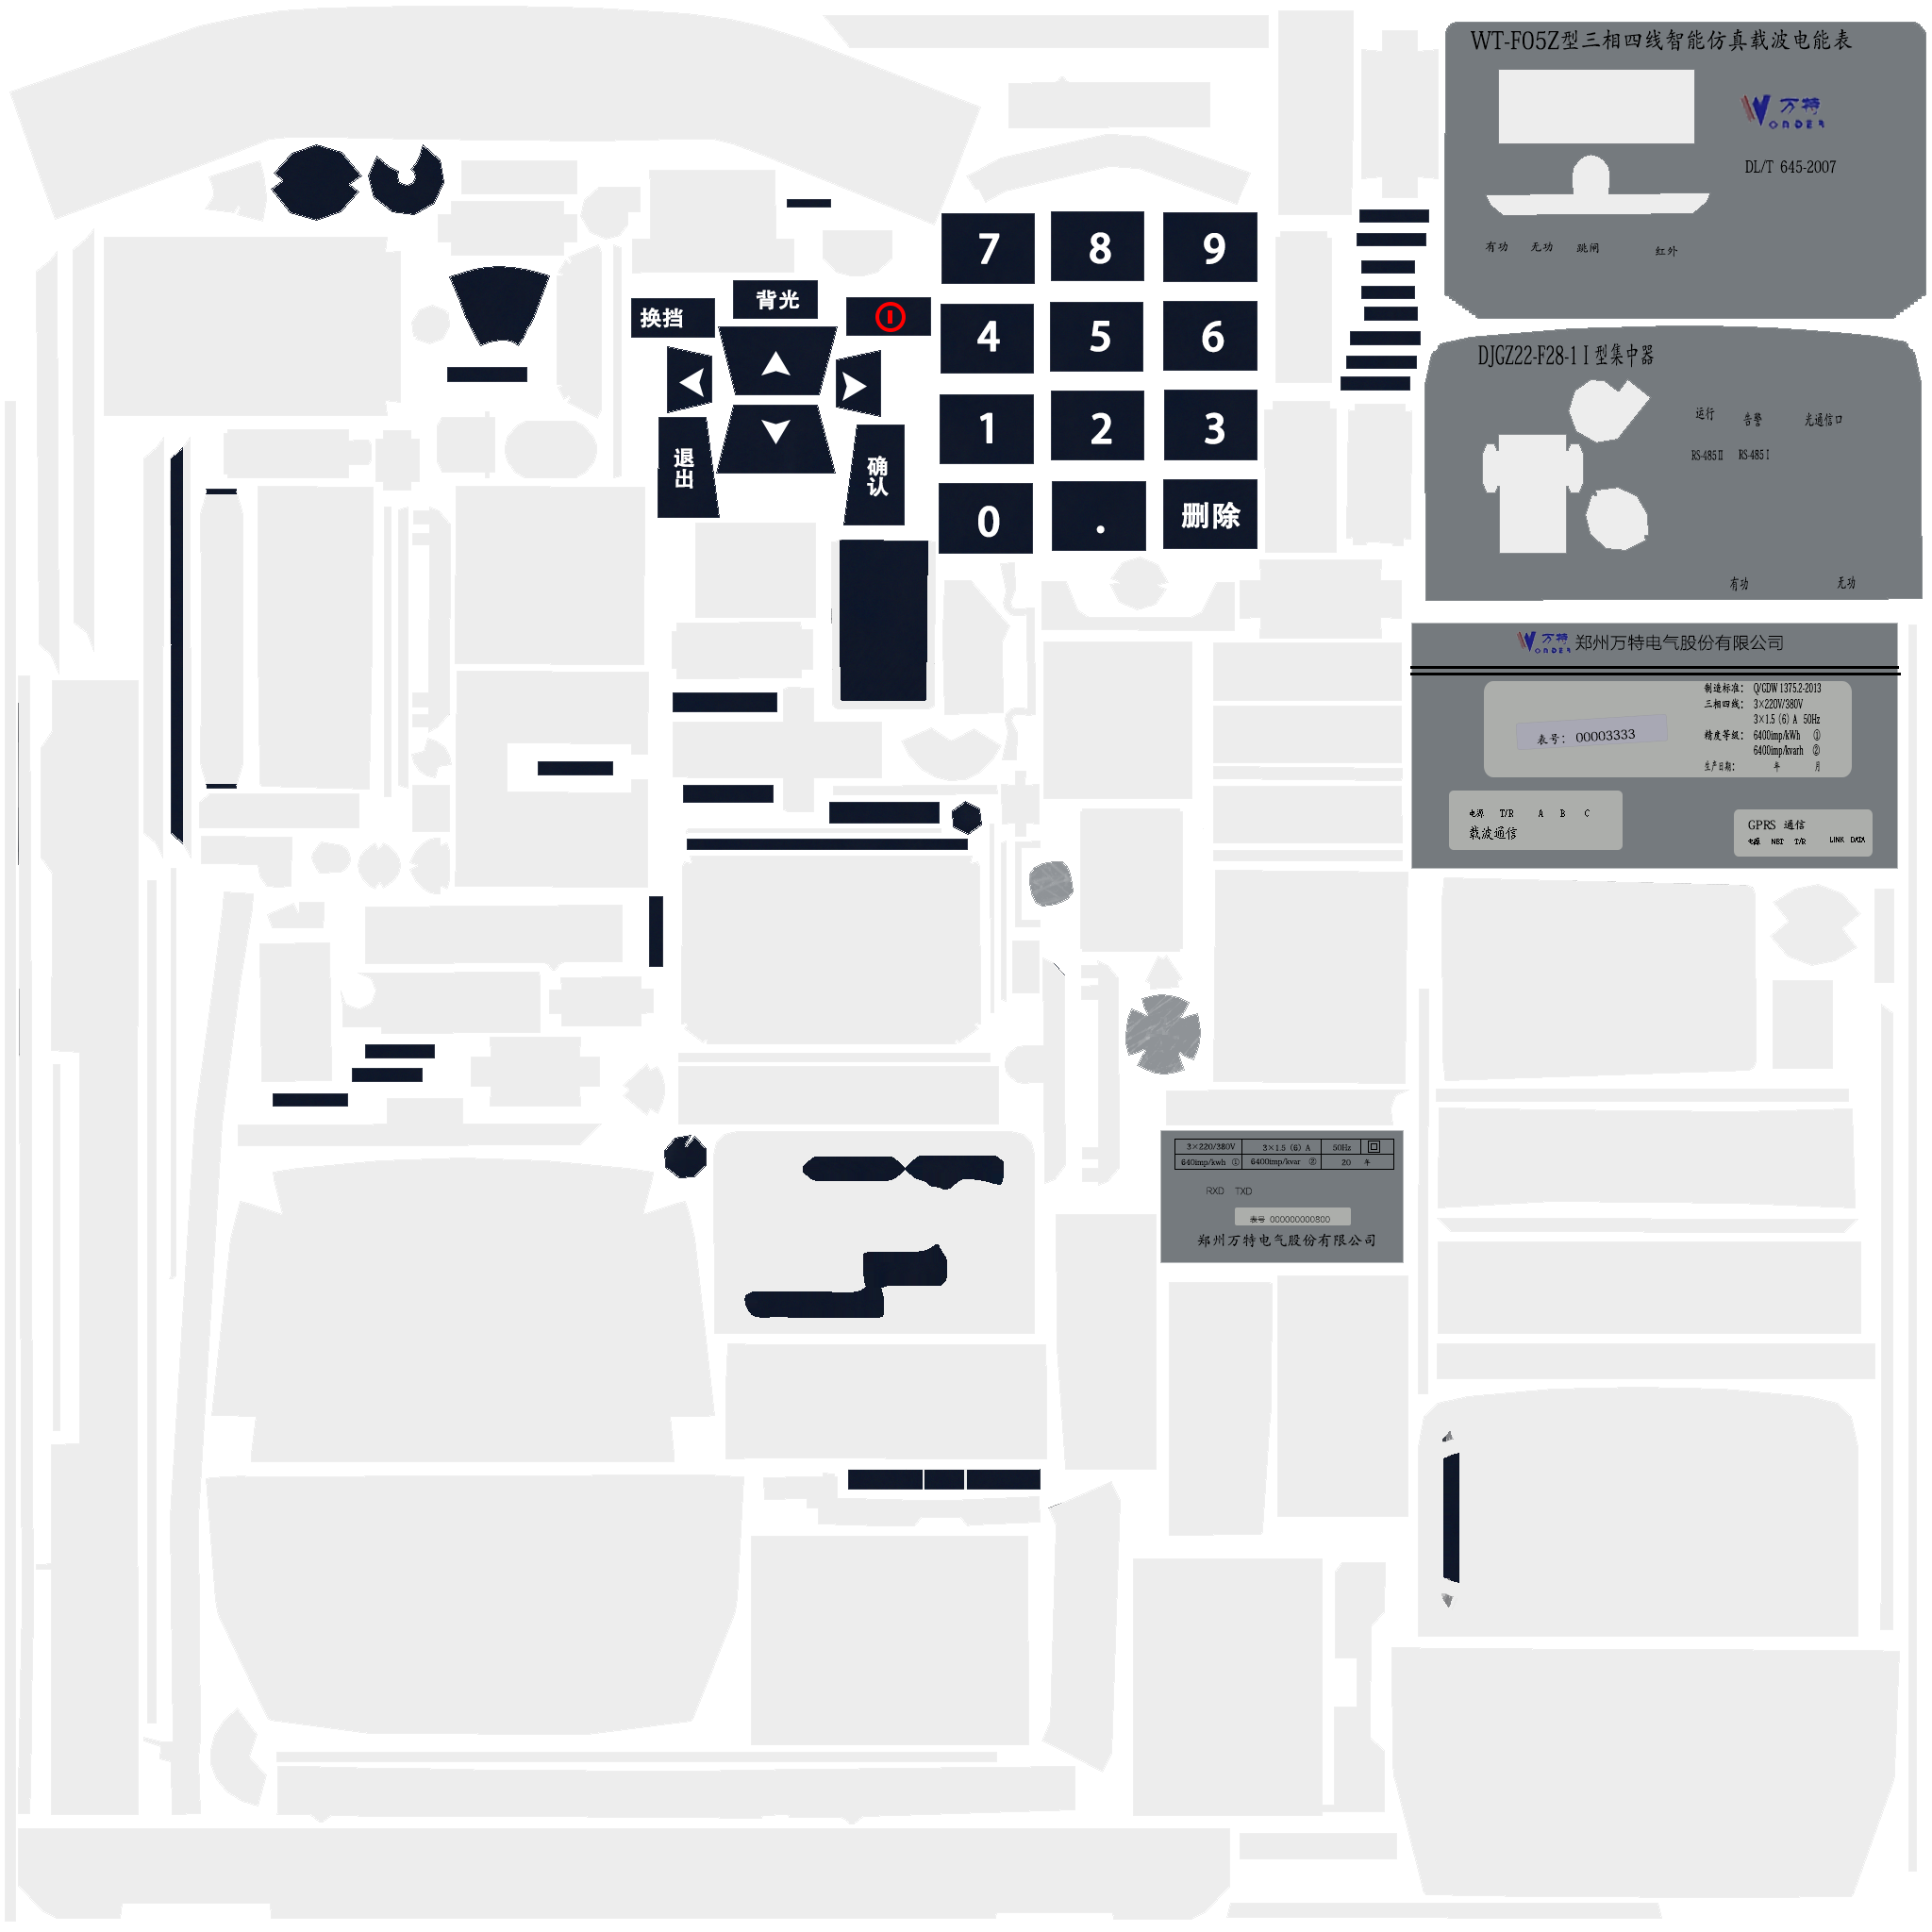 WT-F05Z型三相四线智能仿真载波电能表
万特
WONDER
DL/T 645-2007
有功 无功 跳闸 红外
7 8 9
背光
换挡
4 5 6
DJGZ22-F28-1 I 型集中器
运行 告警 光通信口
RS-485 II RS-485 I
1 2 3
退出
确认
0 . 删除
有功 无功
万特
WONDER
郑州万特电气股份有限公司
制造标准: Q/GDW 1375.2-2013
三相四线: 3×220V/380V
3×1.5 (6) A 50Hz
表号: 00003333
精度等级: 6400imp/kWh ①
6400imp/kvarh ②
生产日期: 年 月
电源 T/R A B C
载波通信
GPRS 通信
电源 NET T/R LINK DATA
3×220/380V 3×1.5 (6) A 50Hz
640imp/kwh ① 6400imp/kvar ② 20 年
RXD TXD
表号 000000000800
郑州万特电气股份有限公司